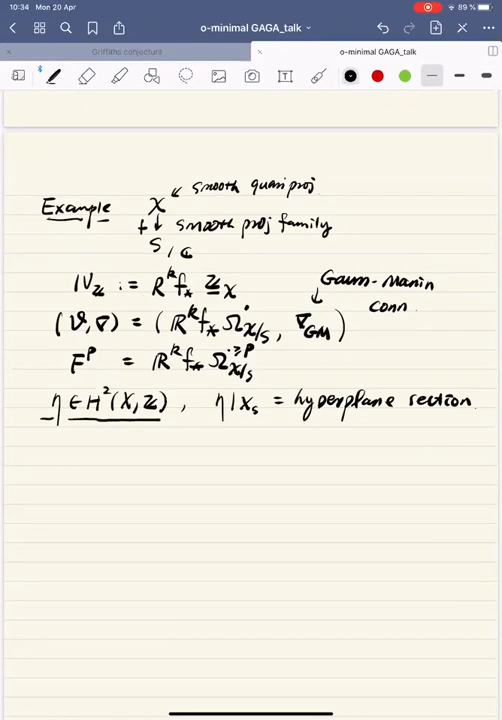 10:34 Mon 20 Apr 89 %
o-minimal GAGA_talk
Griffiths conjecture o-minimal GAGA_talk
Example X ← smooth quasi proj.
f ↓ smooth proj family
S / ℂ
𝕍_ℤ := R^k f_* ℤ_X
Gauss-Manin conn.
(𝒱, ∇) = (ℝ^k f_* Ω^•_{X/S}, ∇_GM)
F^p = ℝ^k f_* Ω^{•≥p}_{X/S}
η ∈ H²(X, ℤ), η|X_s = hyperplane section.